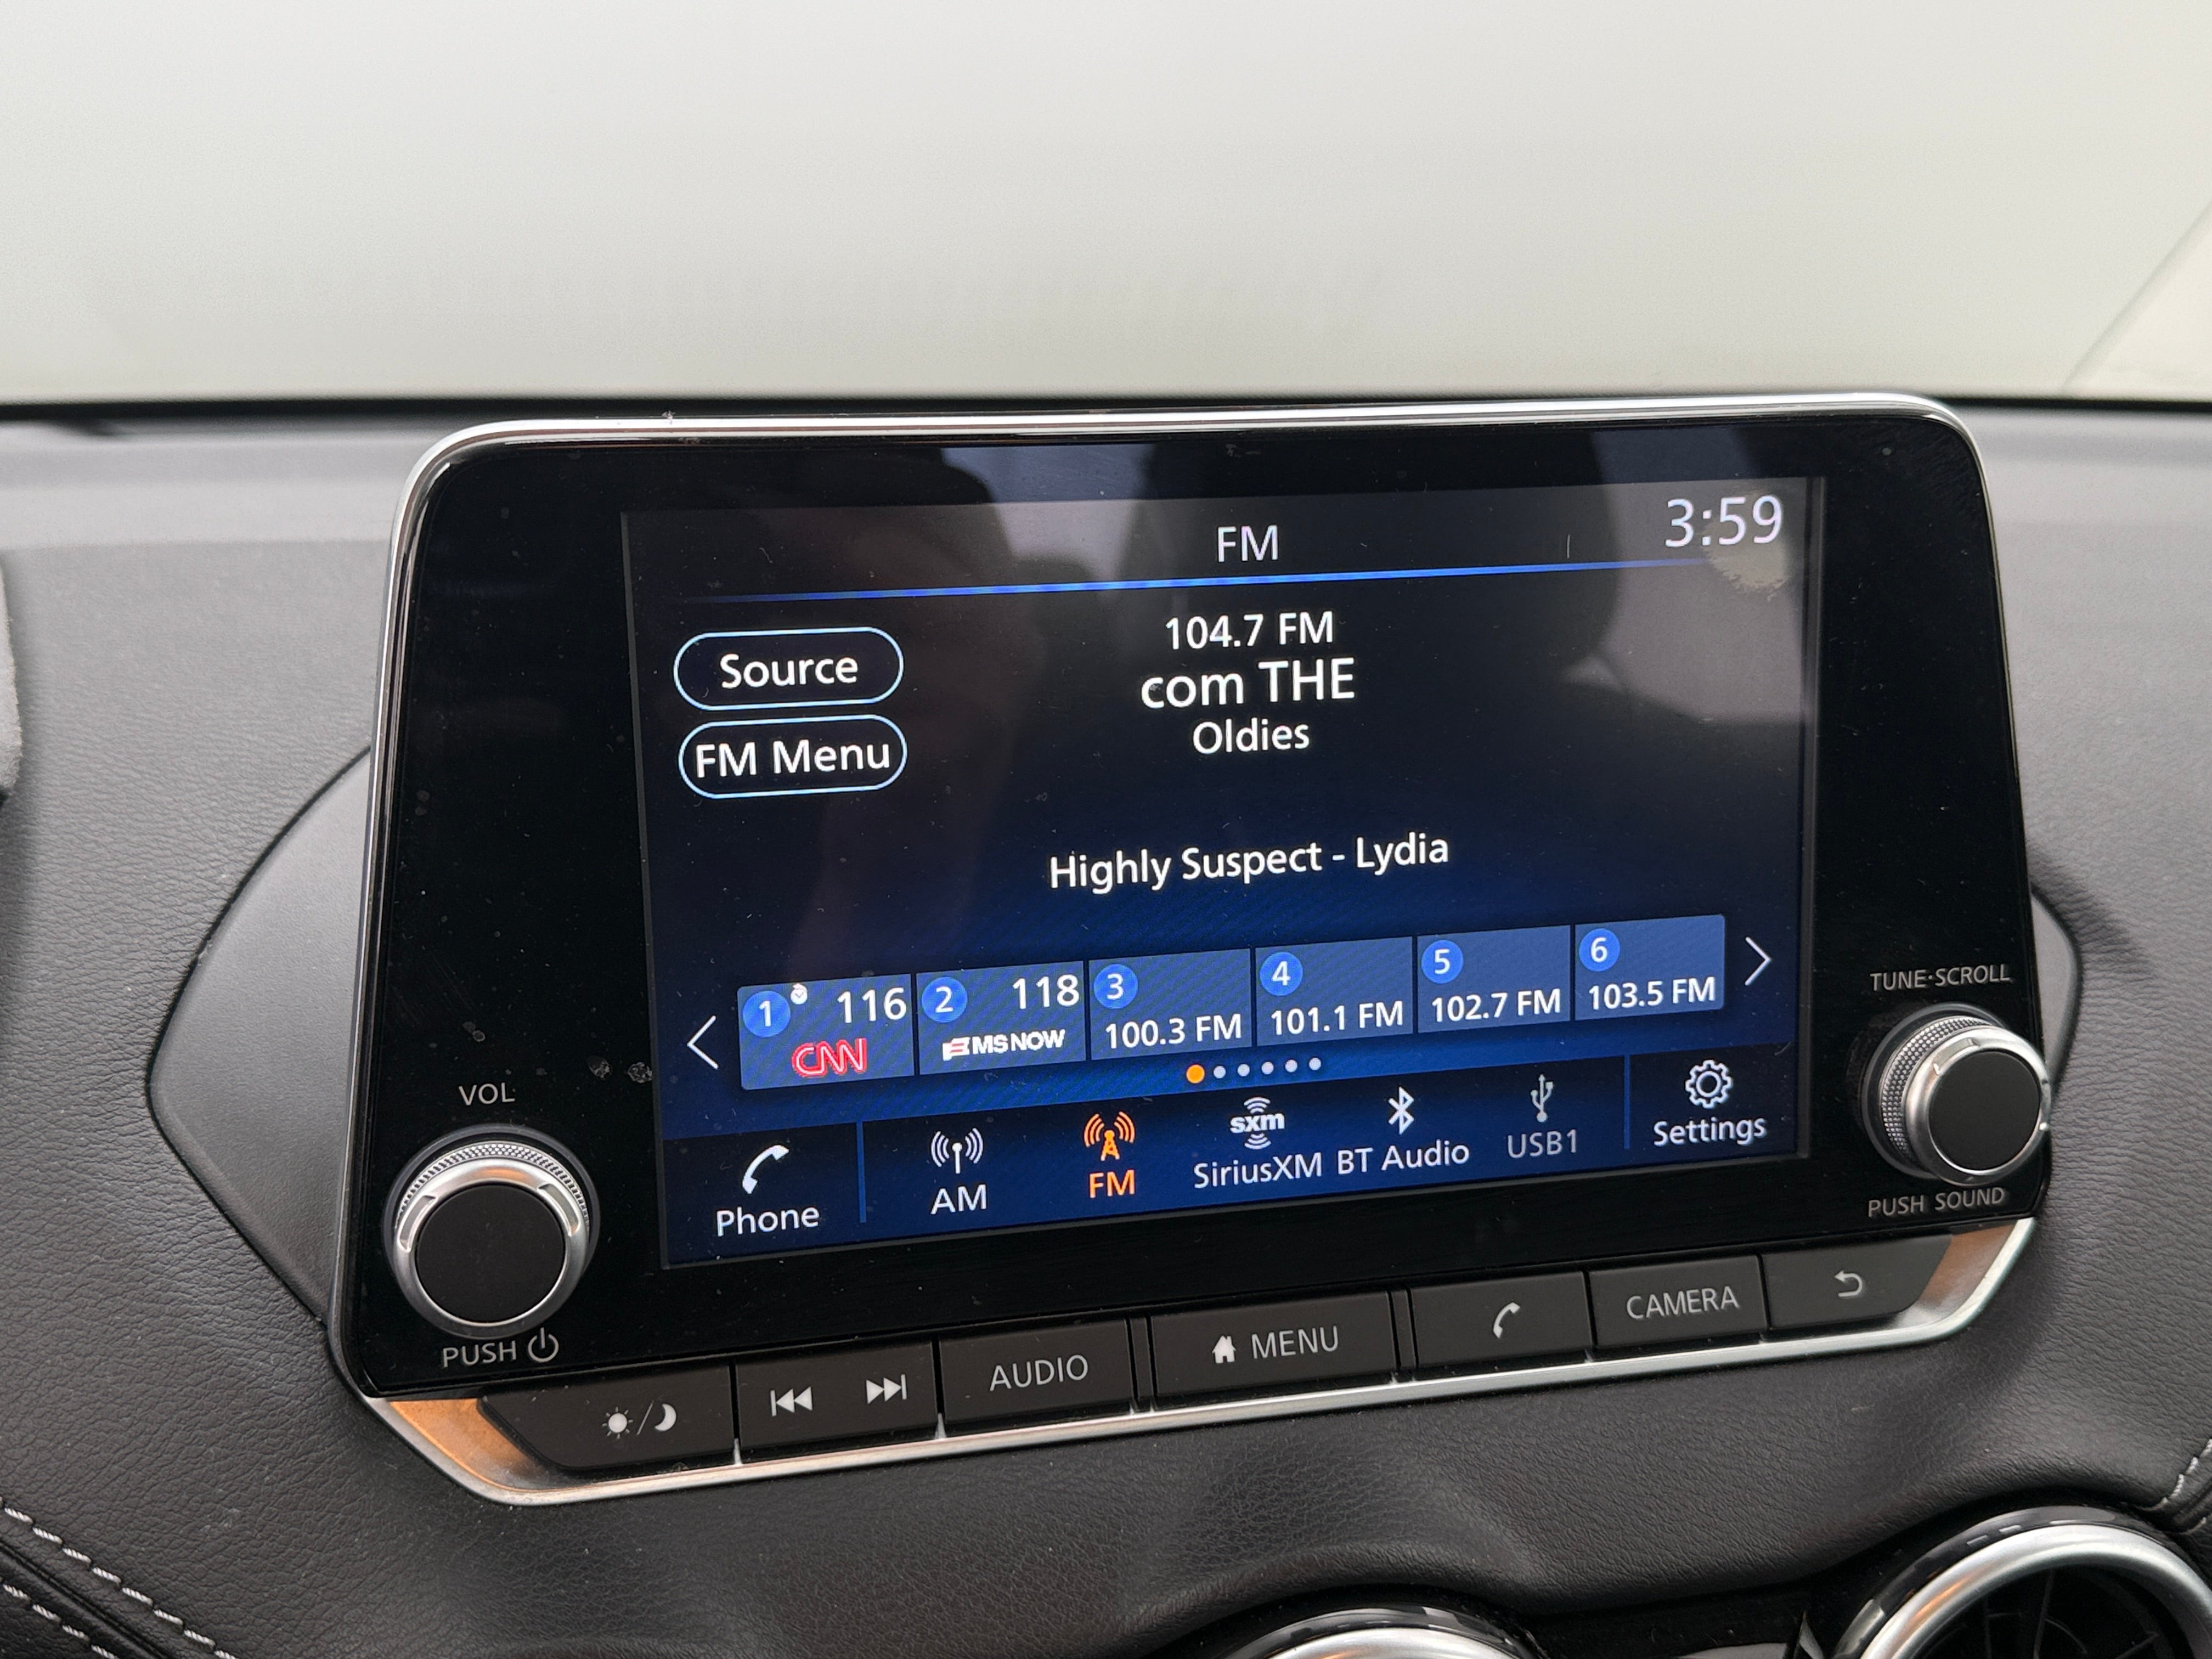 FM
3:59
Source
FM Menu
104.7 FM
com THE
Oldies
Highly Suspect - Lydia
1 116
CNN
2 118
MS NOW
3
100.3 FM
4
101.1 FM
5
102.7 FM
6
103.5 FM
Phone
AM
FM
sxm
SiriusXM
BT Audio
USB1
Settings
VOL
PUSH
TUNE·SCROLL
PUSH SOUND
AUDIO
MENU
CAMERA